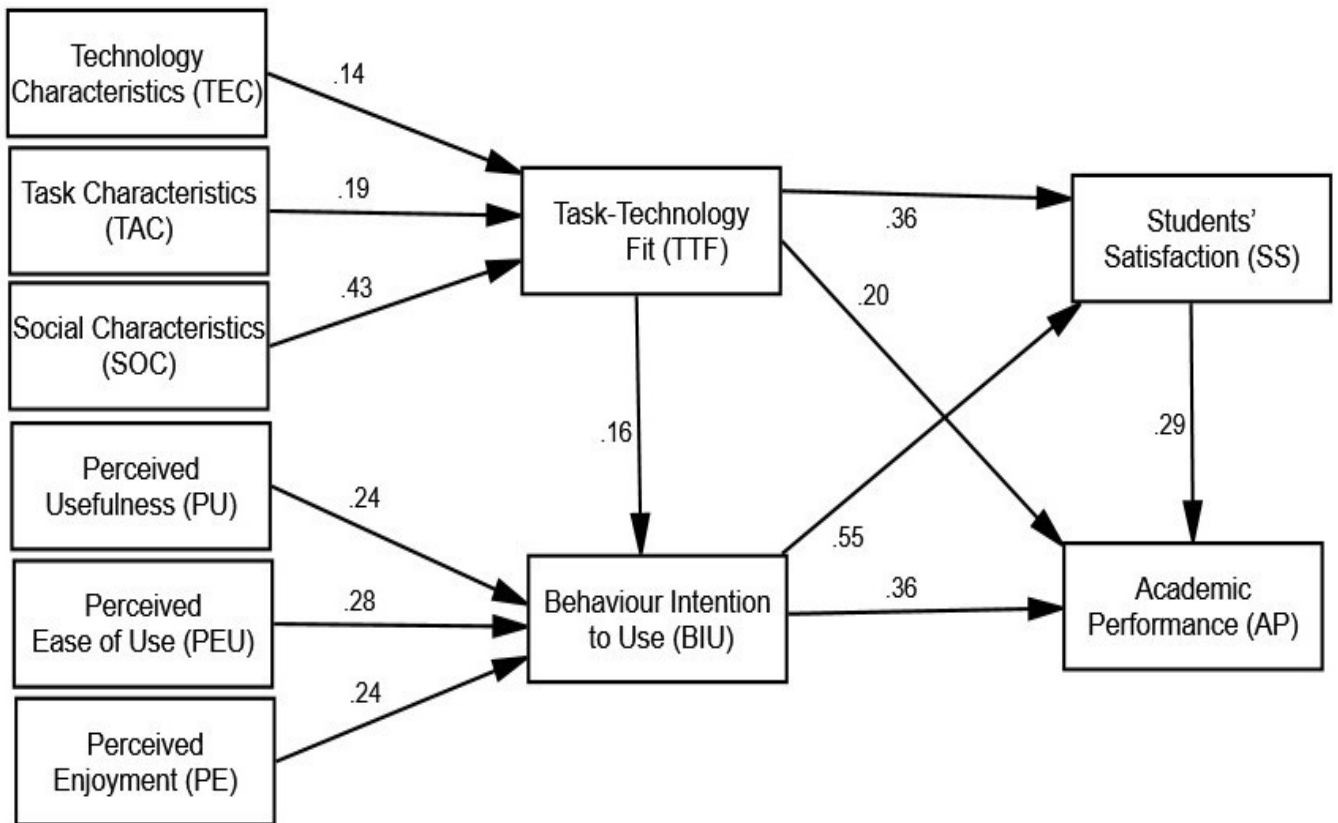 Technology
Characteristics (TEC)
.14
Task Characteristics
(TAC)
.19
Social Characteristics
(SOC)
.43
Perceived
Usefulness (PU)
.24
Perceived
Ease of Use (PEU)
.28
Perceived
Enjoyment (PE)
.24
Task-Technology
Fit (TTF)
.16
Behaviour Intention
to Use (BIU)
.36
.20
.55
.36
Students'
Satisfaction (SS)
.29
Academic
Performance (AP)